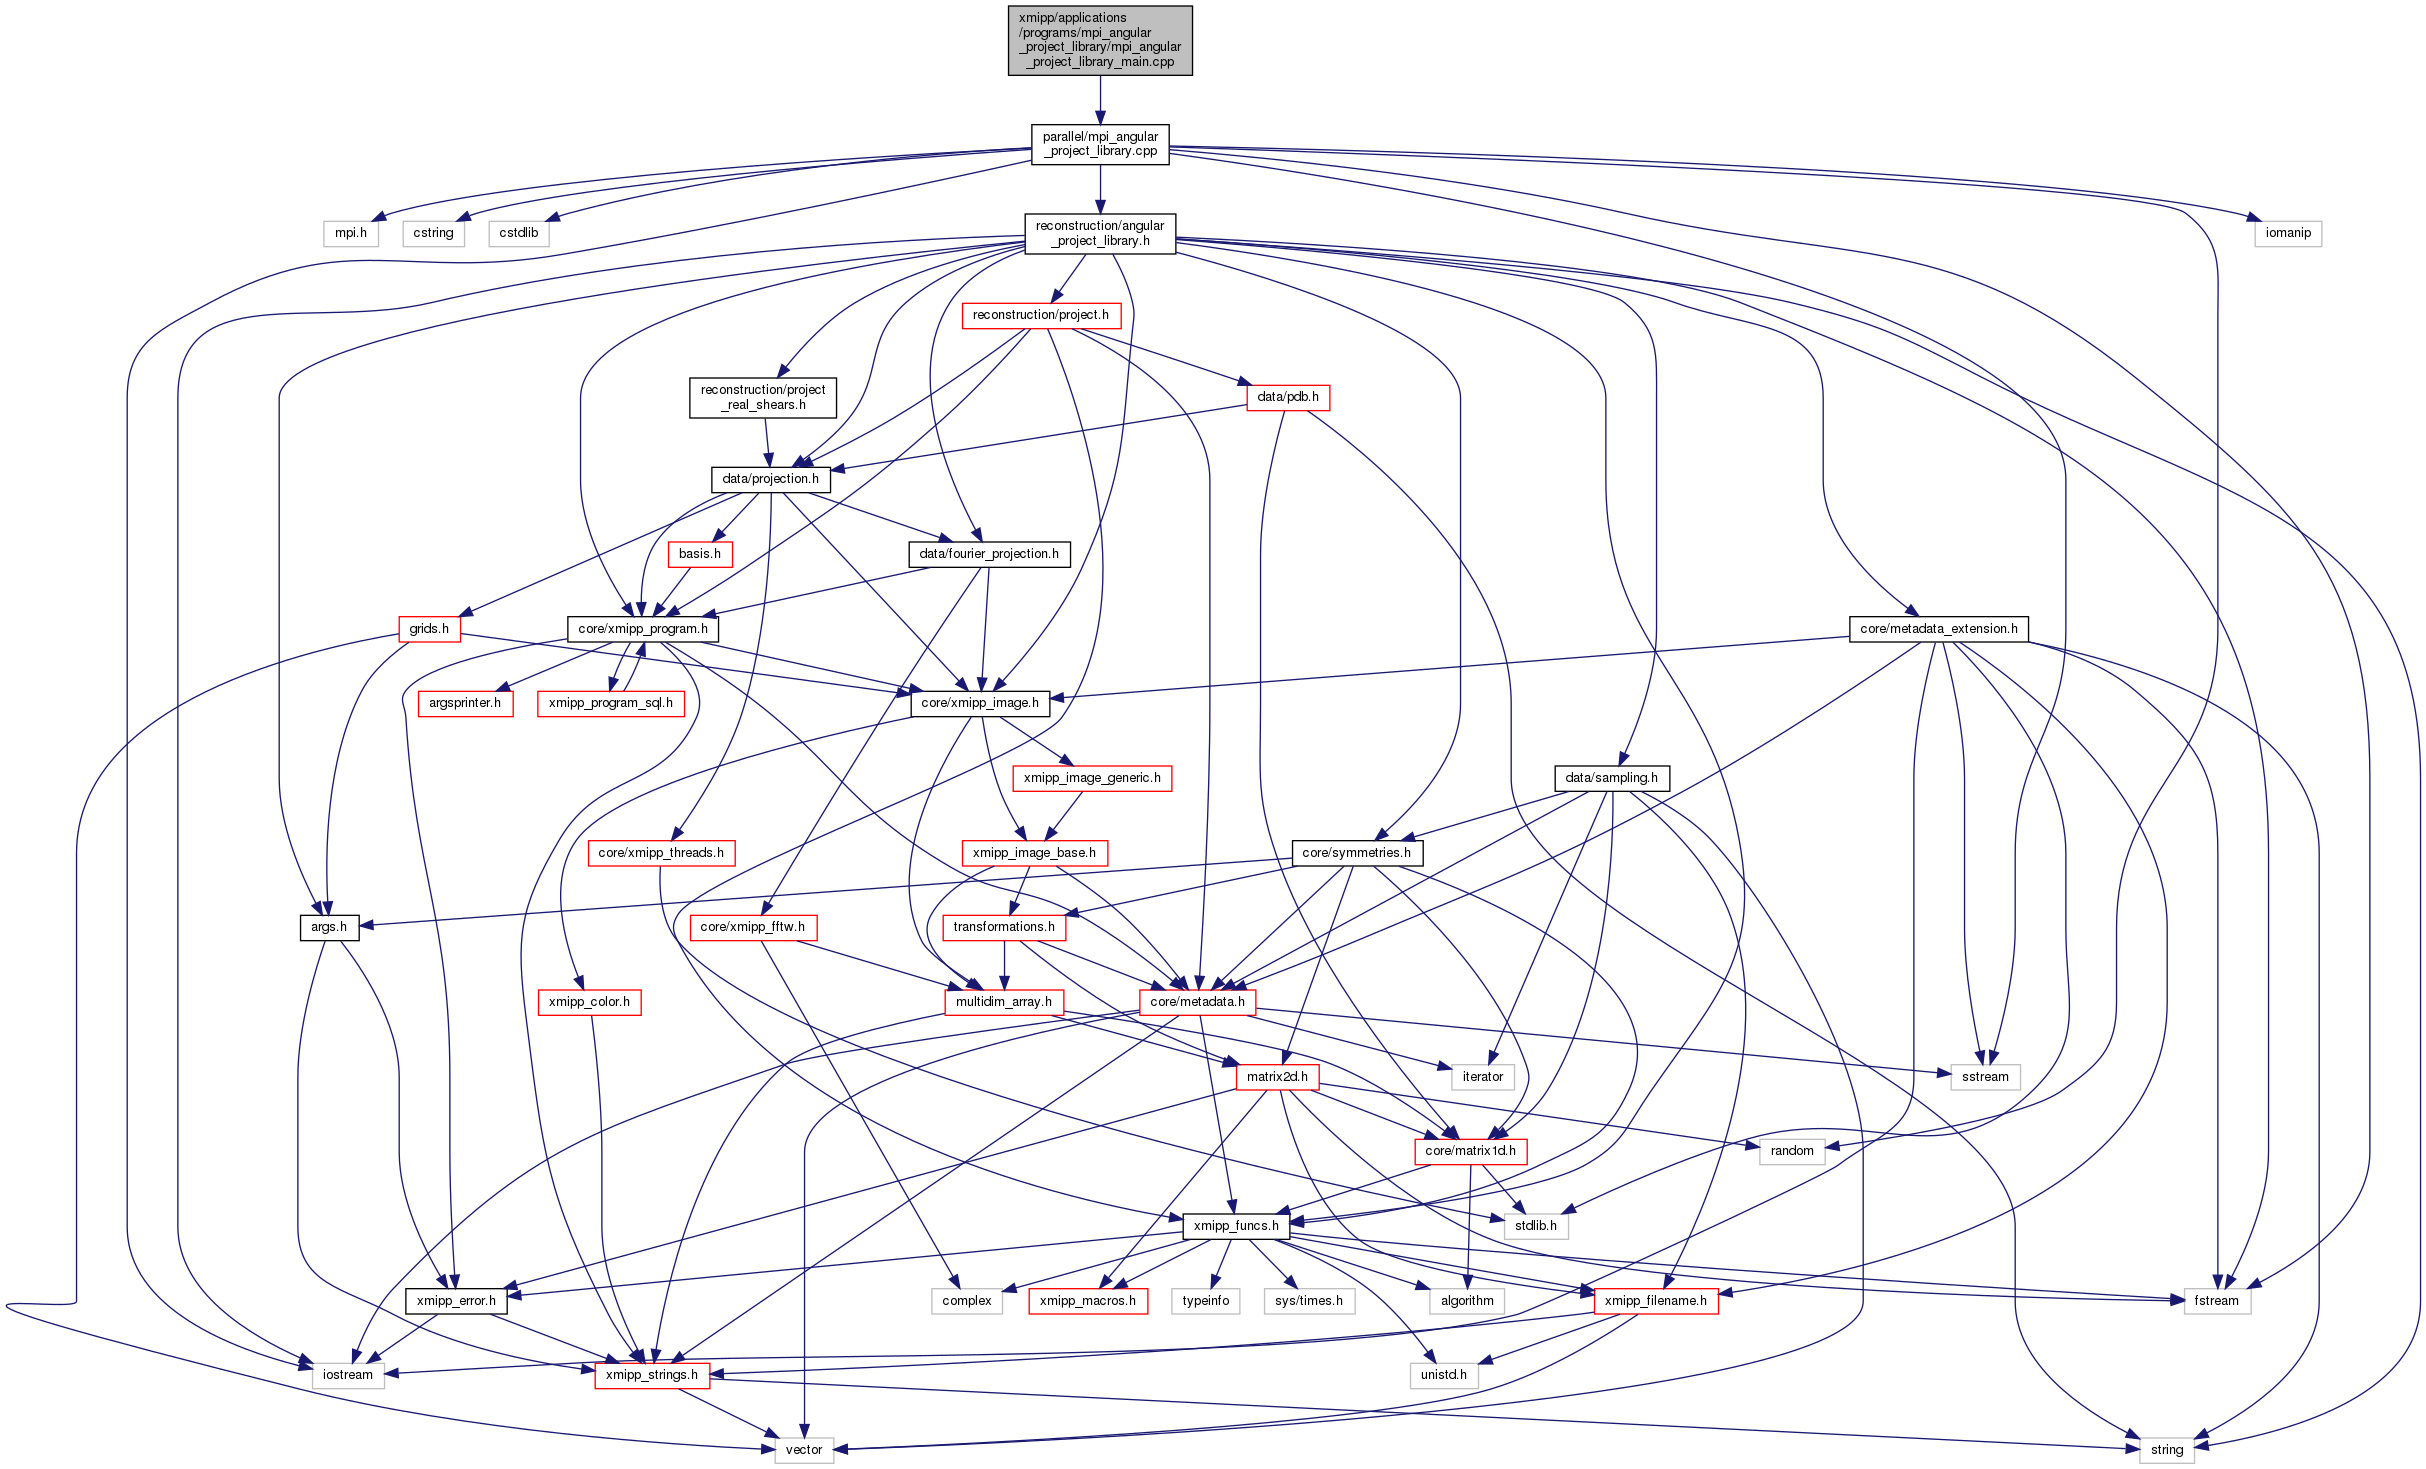 xmipp/applications
/programs/mpi_angular
_project_library/mpi_angular
_project_library_main.cpp
parallel/mpi_angular
_project_library.cpp
mpi.h
cstring
cstdlib
reconstruction/angular
_project_library.h
iomanip
reconstruction/project.h
reconstruction/project
_real_shears.h
data/pdb.h
data/projection.h
basis.h
data/fourier_projection.h
grids.h
core/xmipp_program.h
core/metadata_extension.h
argsprinter.h
xmipp_program_sql.h
core/xmipp_image.h
xmipp_image_generic.h
data/sampling.h
core/xmipp_threads.h
xmipp_image_base.h
core/symmetries.h
args.h
core/xmipp_fftw.h
transformations.h
xmipp_color.h
multidim_array.h
core/metadata.h
matrix2d.h
iterator
sstream
core/matrix1d.h
random
xmipp_funcs.h
stdlib.h
xmipp_error.h
complex
xmipp_macros.h
typeinfo
sys/times.h
algorithm
xmipp_filename.h
fstream
iostream
xmipp_strings.h
unistd.h
vector
string